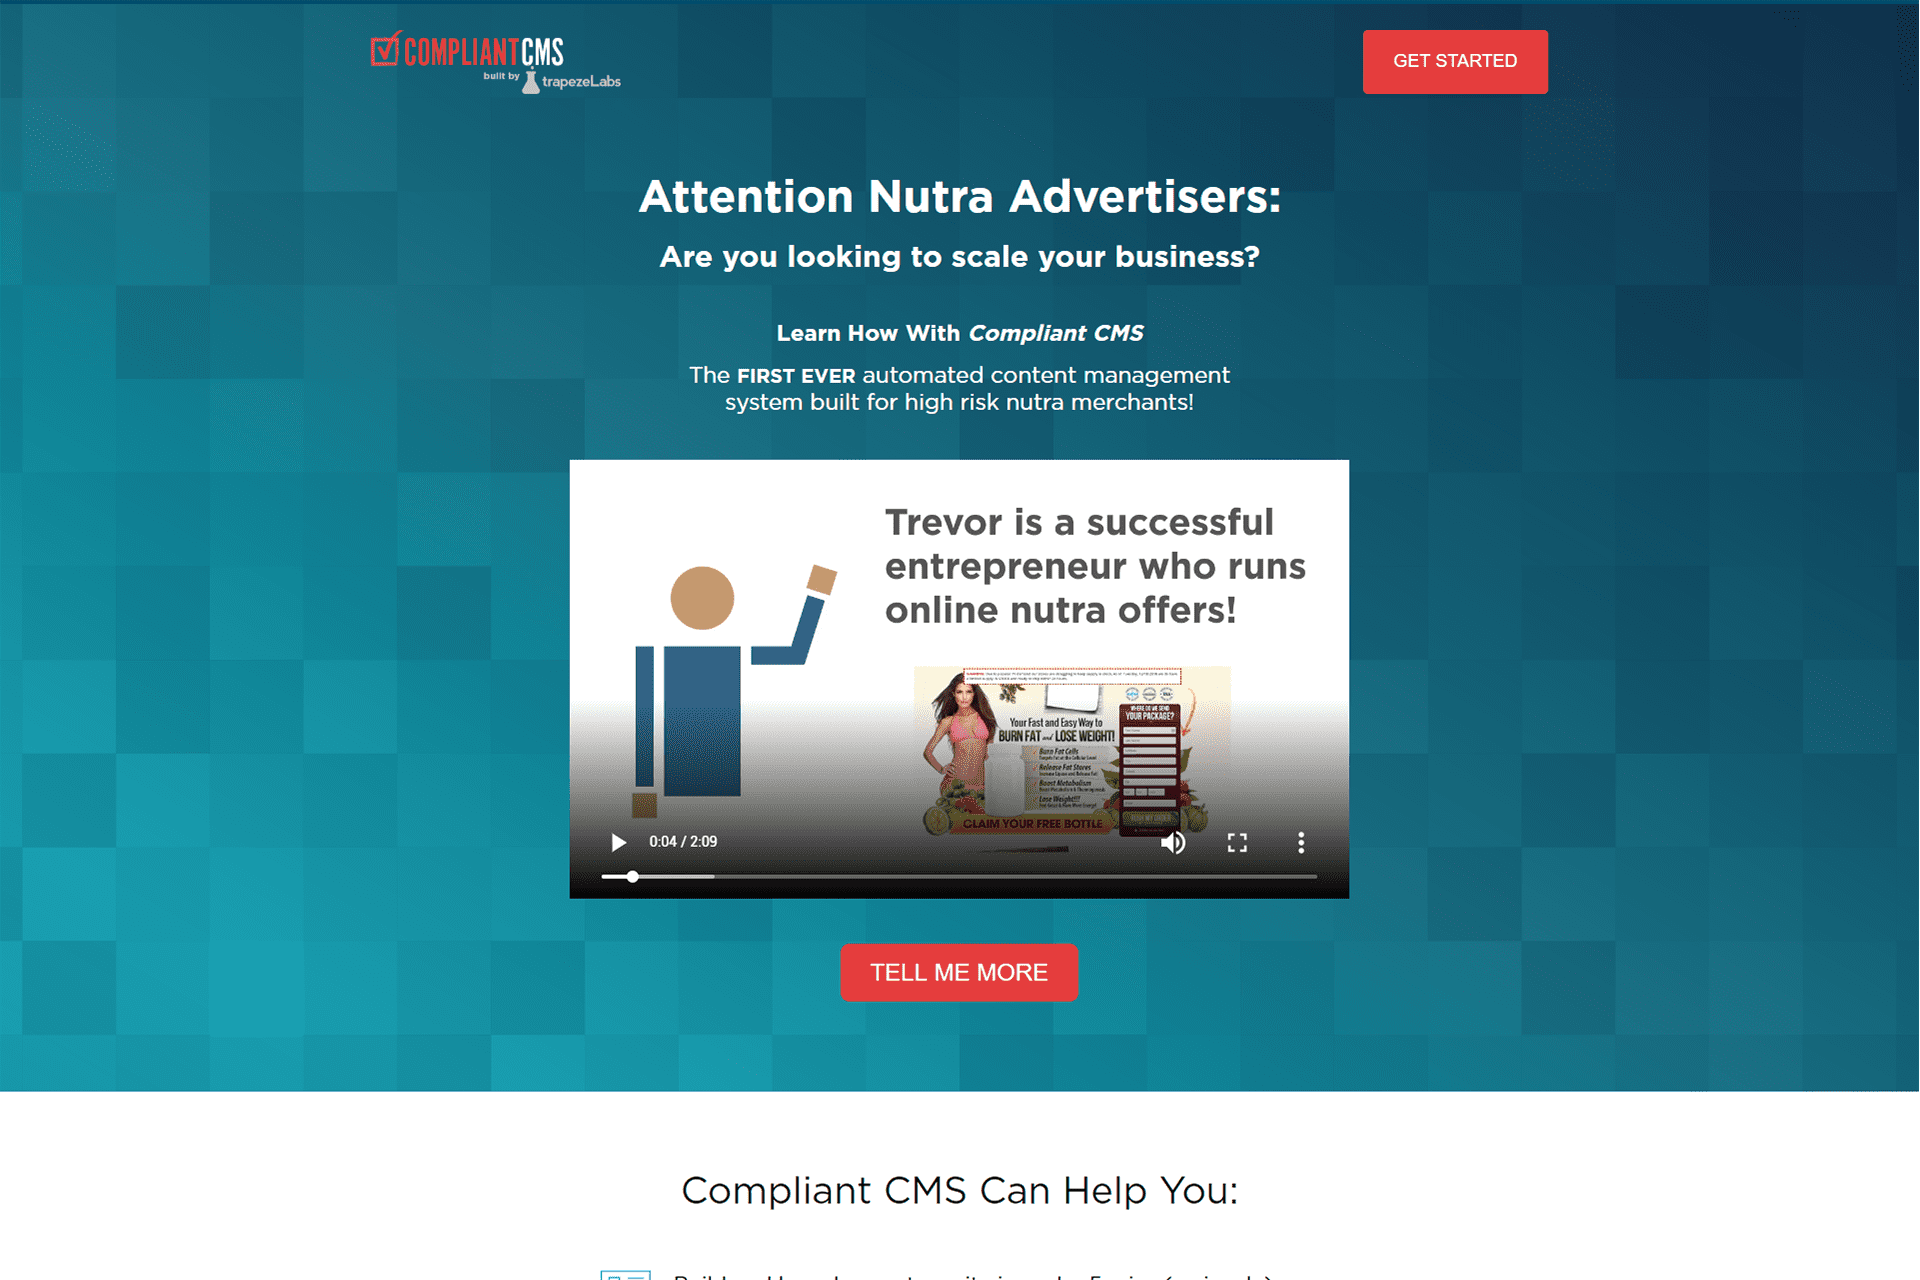 COMPLIANTCMS
built by trapezeLabs
GET STARTED
Attention Nutra Advertisers:
Are you looking to scale your business?
Learn How With Compliant CMS
The FIRST EVER automated content management
system built for high risk nutra merchants!
Trevor is a successful
entrepreneur who runs
online nutra offers!
Your Fast and Easy Way to
BURN FAT and LOSE WEIGHT!
Burn Fat Cells
Release Fat Stores
Boost Metabolism
Lose Weight!!!
CLAIM YOUR FREE BOTTLE
WHERE DO WE SEND
YOUR PACKAGE?
0:04 / 2:09
TELL ME MORE
Compliant CMS Can Help You: